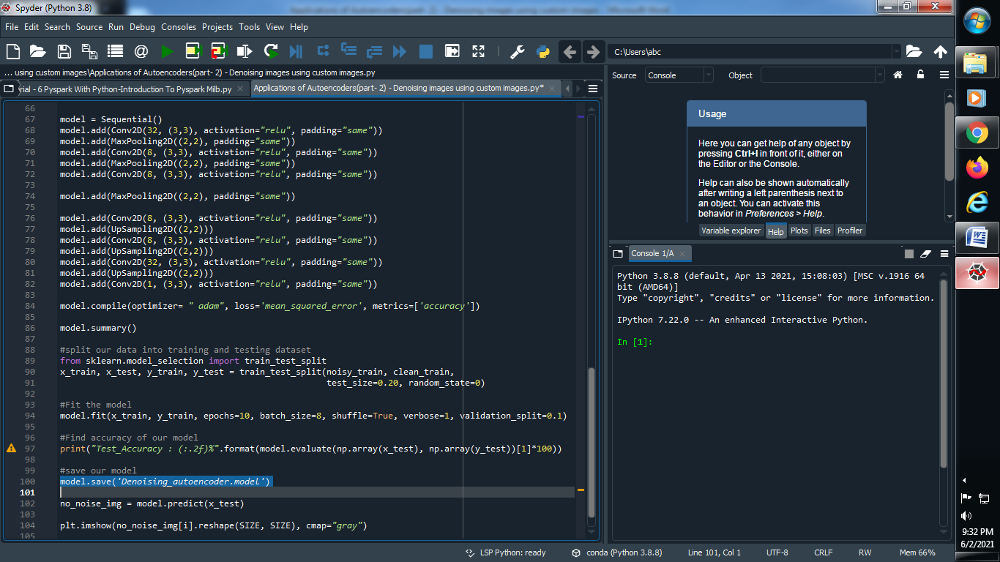 Spyder (Python 3.8)
File Edit Search Source Run Debug Consoles Projects Tools View Help
C:\Users\abc
... using custom images\Applications of Autoencoders(part- 2) - Denoising images using custom images.py
rial - 6 Pyspark With Python-Introduction To Pyspark Milb.py
Applications of Autoencoders(part- 2) - Denoising images using custom images.py*
66
67 model = Sequential()
68 model.add(Conv2D(32, (3,3), activation="relu", padding="same"))
69 model.add(MaxPooling2D((2,2), padding="same"))
70 model.add(Conv2D(8, (3,3), activation="relu", padding="same"))
71 model.add(MaxPooling2D((2,2), padding="same"))
72 model.add(Conv2D(8, (3,3), activation="relu", padding="same"))
73
74 model.add(MaxPooling2D((2,2), padding="same"))
75
76 model.add(Conv2D(8, (3,3), activation="relu", padding="same"))
77 model.add(UpSampling2D((2,2)))
78 model.add(Conv2D(8, (3,3), activation="relu", padding="same"))
79 model.add(UpSampling2D((2,2)))
80 model.add(Conv2D(32, (3,3), activation="relu", padding="same"))
81 model.add(UpSampling2D((2,2)))
82 model.add(Conv2D(1, (3,3), activation="relu", padding="same"))
83
84 model.compile(optimizer= " adam", loss='mean_squared_error', metrics=['accuracy'])
85
86 model.summary()
87
88 #split our data into training and testing dataset
89 from sklearn.model_selection import train_test_split
90 x_train, x_test, y_train, y_test = train_test_split(noisy_train, clean_train,
91 test_size=0.20, random_state=0)
92
93 #Fit the model
94 model.fit(x_train, y_train, epochs=10, batch_size=8, shuffle=True, verbose=1, validation_split=0.1)
95
96 #Find accuracy of our model
97 print("Test_Accuracy : (:.2f)%".format(model.evaluate(np.array(x_test), np.array(y_test))[1]*100))
98
99 #save our model
100 model.save('Denoising_autoencoder.model')
101
102 no_noise_img = model.predict(x_test)
103
104 plt.imshow(no_noise_img[i].reshape(SIZE, SIZE), cmap="gray")
105
Source Console Object
Usage
Here you can get help of any object by
pressing Ctrl+I in front of it, either on
the Editor or the Console.
Help can also be shown automatically
after writing a left parenthesis next to
an object. You can activate this
behavior in Preferences > Help.
Variable explorer Help Plots Files Profiler
Console 1/A
Python 3.8.8 (default, Apr 13 2021, 15:08:03) [MSC v.1916 64
bit (AMD64)]
Type "copyright", "credits" or "license" for more information.
IPython 7.22.0 -- An enhanced Interactive Python.
In [1]:
LSP Python: ready conda (Python 3.8.8) Line 101, Col 1 UTF-8 CRLF RW Mem 66%
9:32 PM
6/2/2021